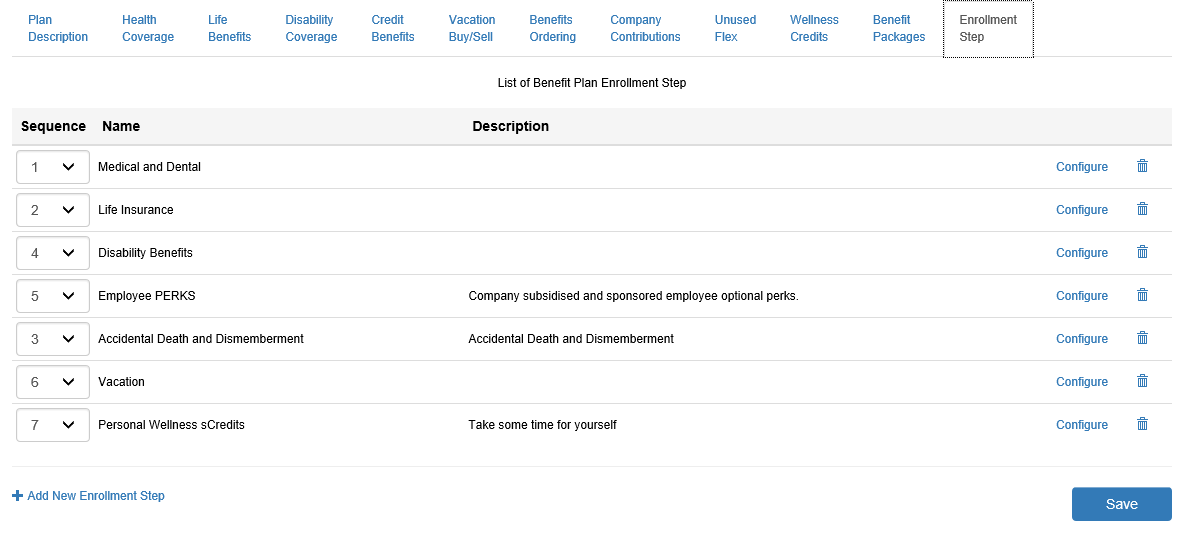 Plan Description
Health Coverage
Life Benefits
Disability Coverage
Credit Benefits
Vacation Buy/Sell
Benefits Ordering
Company Contributions
Unused Flex
Wellness Credits
Benefit Packages
Enrollment Step
List of Benefit Plan Enrollment Step
Sequence Name Description
1 Medical and Dental Configure
2 Life Insurance Configure
4 Disability Benefits Configure
5 Employee PERKS Company subsidised and sponsored employee optional perks. Configure
3 Accidental Death and Dismemberment Accidental Death and Dismemberment Configure
6 Vacation Configure
7 Personal Wellness sCredits Take some time for yourself Configure
Add New Enrollment Step
Save